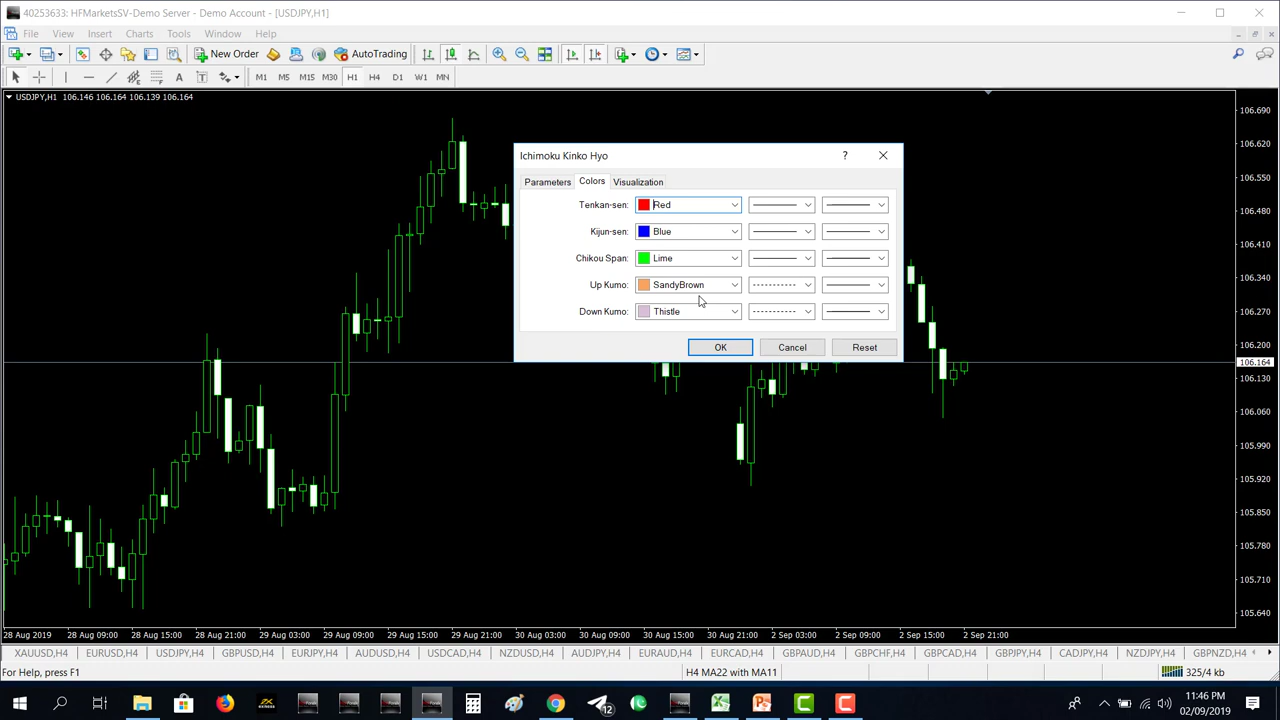 40253633: HFMarketsSV-Demo Server - Demo Account - [USDJPY,H1]
File View Insert Charts Tools Window Help
New Order AutoTrading
M1 M5 M15 M30 H1 H4 D1 W1 MN
USDJPY,H1 106.146 106.164 106.139 106.164
Ichimoku Kinko Hyo ?
Parameters Colors Visualization
Tenkan-sen: Red
Kijun-sen: Blue
Chikou Span: Lime
Up Kumo: SandyBrown
Down Kumo: Thistle
OK Cancel Reset
106.690
106.620
106.550
106.480
106.410
106.340
106.270
106.200
106.164
106.130
106.060
105.990
105.920
105.850
105.780
105.710
105.640
28 Aug 2019 28 Aug 09:00 28 Aug 15:00 28 Aug 21:00 29 Aug 03:00 29 Aug 09:00 29 Aug 15:00 29 Aug 21:00 30 Aug 03:00 30 Aug 09:00 30 Aug 15:00 30 Aug 21:00 2 Sep 03:00 2 Sep 09:00 2 Sep 15:00 2 Sep 21:00
XAUUSD,H4 EURUSD,H4 USDJPY,H4 GBPUSD,H4 EURJPY,H4 AUDUSD,H4 USDCAD,H4 NZDUSD,H4 AUDJPY,H4 EURAUD,H4 EURCAD,H4 GBPAUD,H4 GBPCHF,H4 GBPCAD,H4 GBPJPY,H4 CADJPY,H4 NZDJPY,H4 GBPNZD,H4
For Help, press F1 H4 MA22 with MA11 325/4 kb
12
11:46 PM
02/09/2019